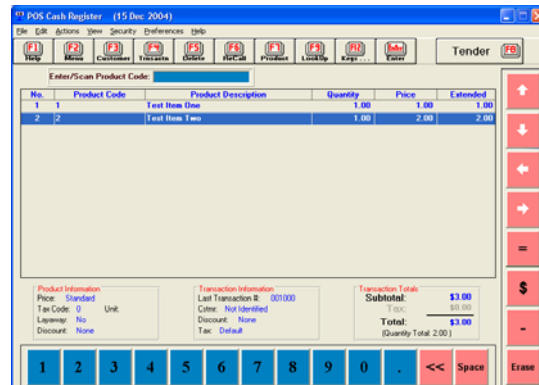 POS Cash Register (15 Dec 2004)
File Edit Actions View Security Preferences Help
F1 F2 F3 F4 F5 F6 F7 F9 F12 Enter Tender F8
Help Menu Customer Trnsactn Delete ReCall Product LookUp Keys... Enter
Enter/Scan Product Code:
No. Product Code Product Description Quantity Price Extended
1 1 Test Item One 1.00 1.00 1.00
2 2 Test Item Two 1.00 2.00 2.00
=
$
-
Product Information Transaction Information Transaction Totals
Price: Standard Last Transaction #: 001000 Subtotal: $3.00
Tax Code: 0 Unit: Cstmr: Not Identified Tax: $0.00
Layaway: No Discount: None Total: $3.00
Discount: None Tax: Default (Quantity Total: 2.00 )
1 2 3 4 5 6 7 8 9 0 . << Space Erase